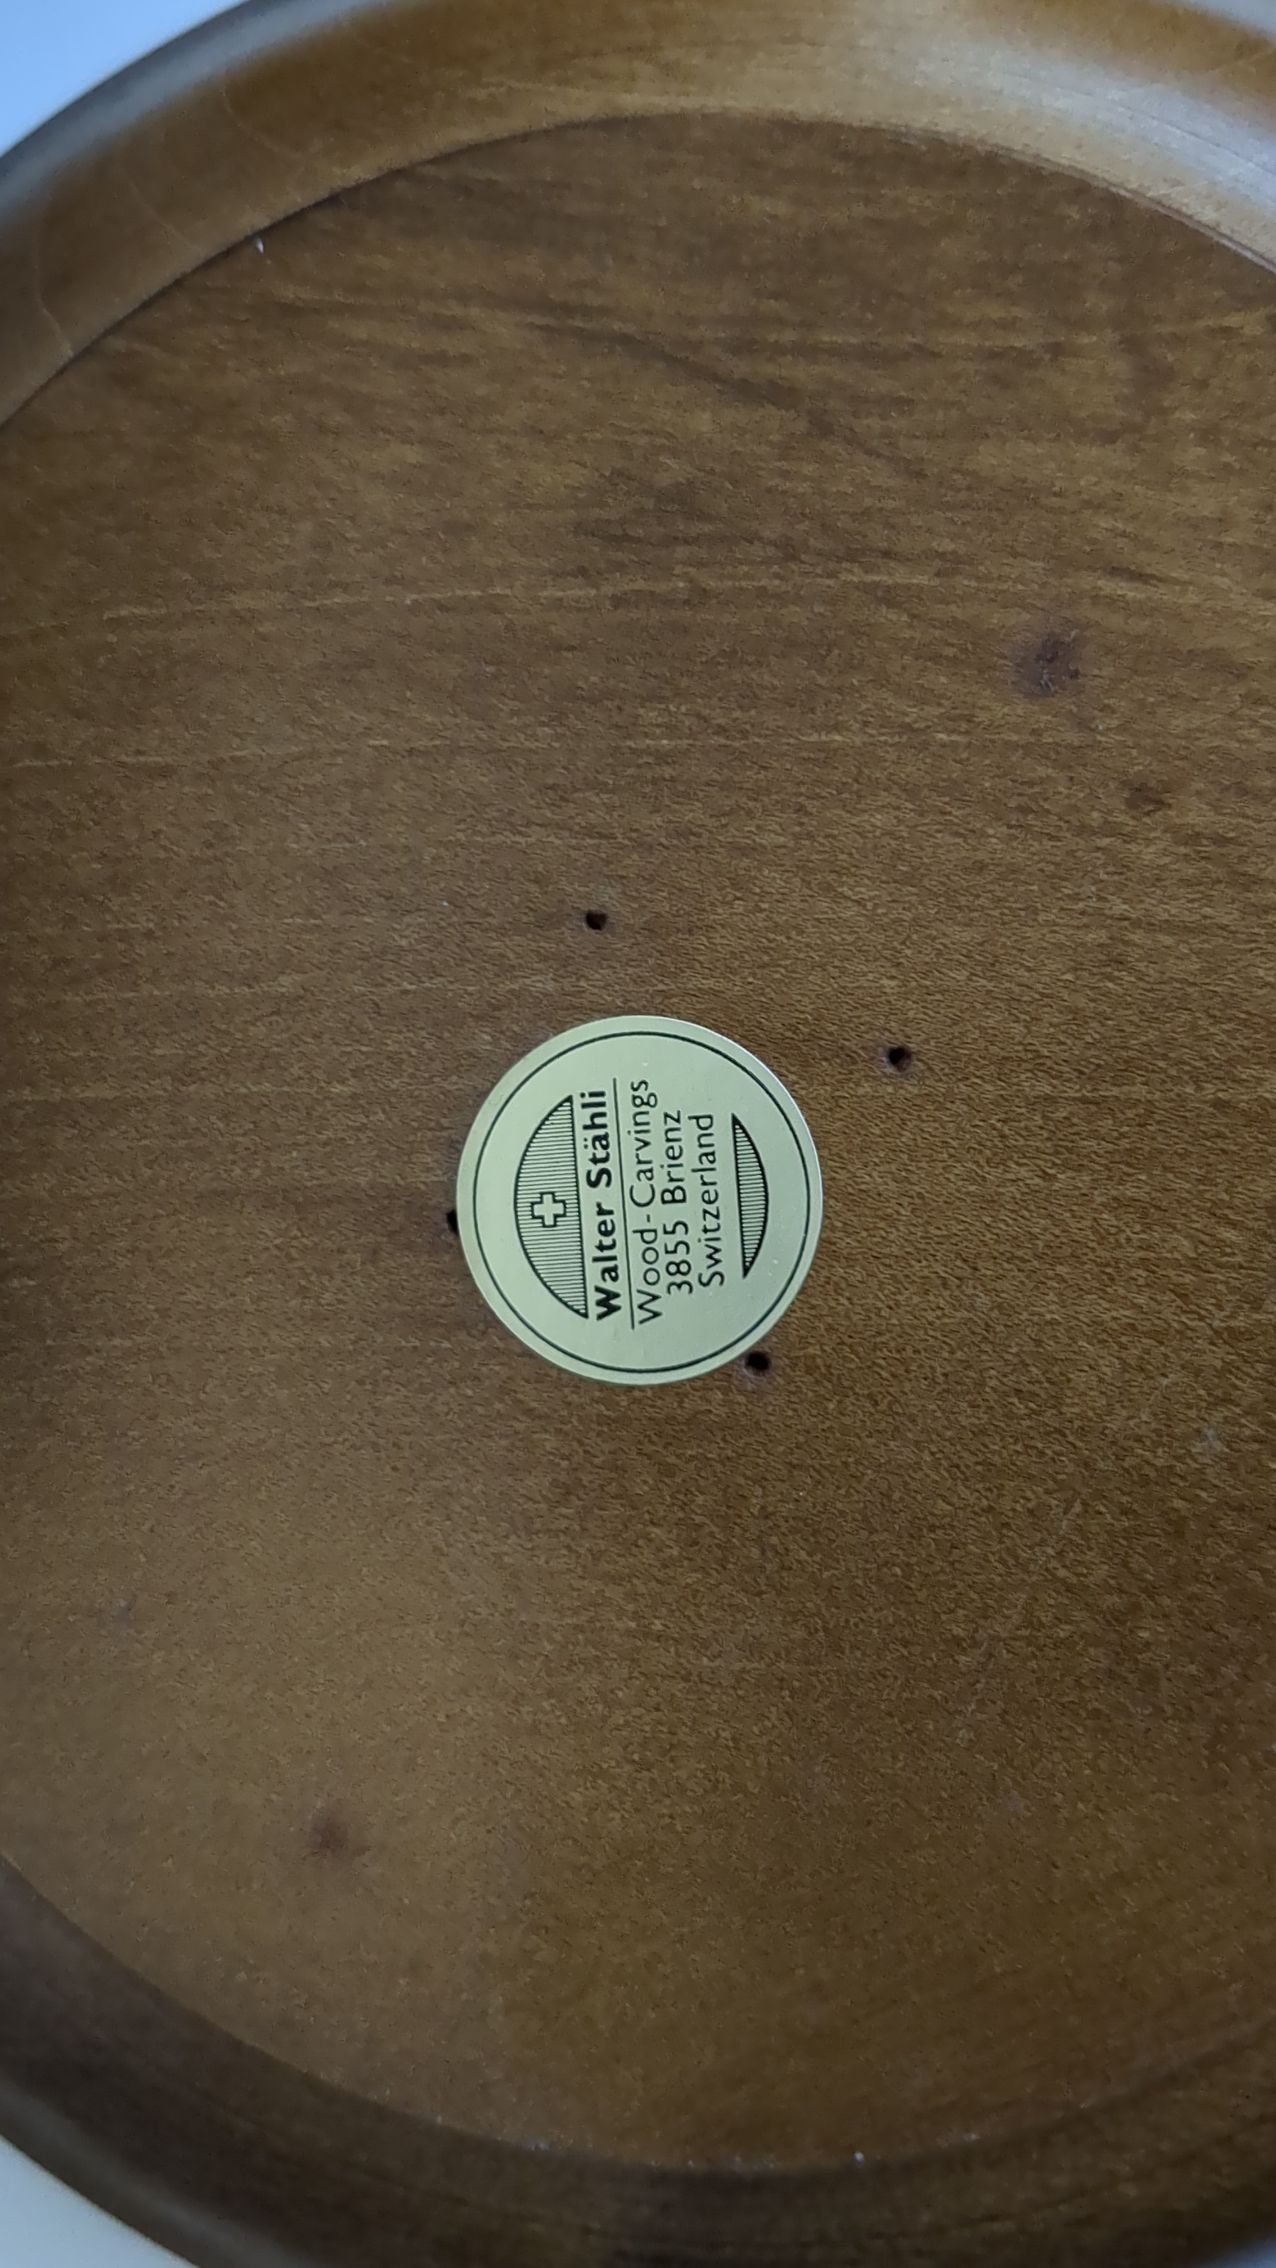 Walter Stähli
Wood-Carvings
3855 Brienz
Switzerland